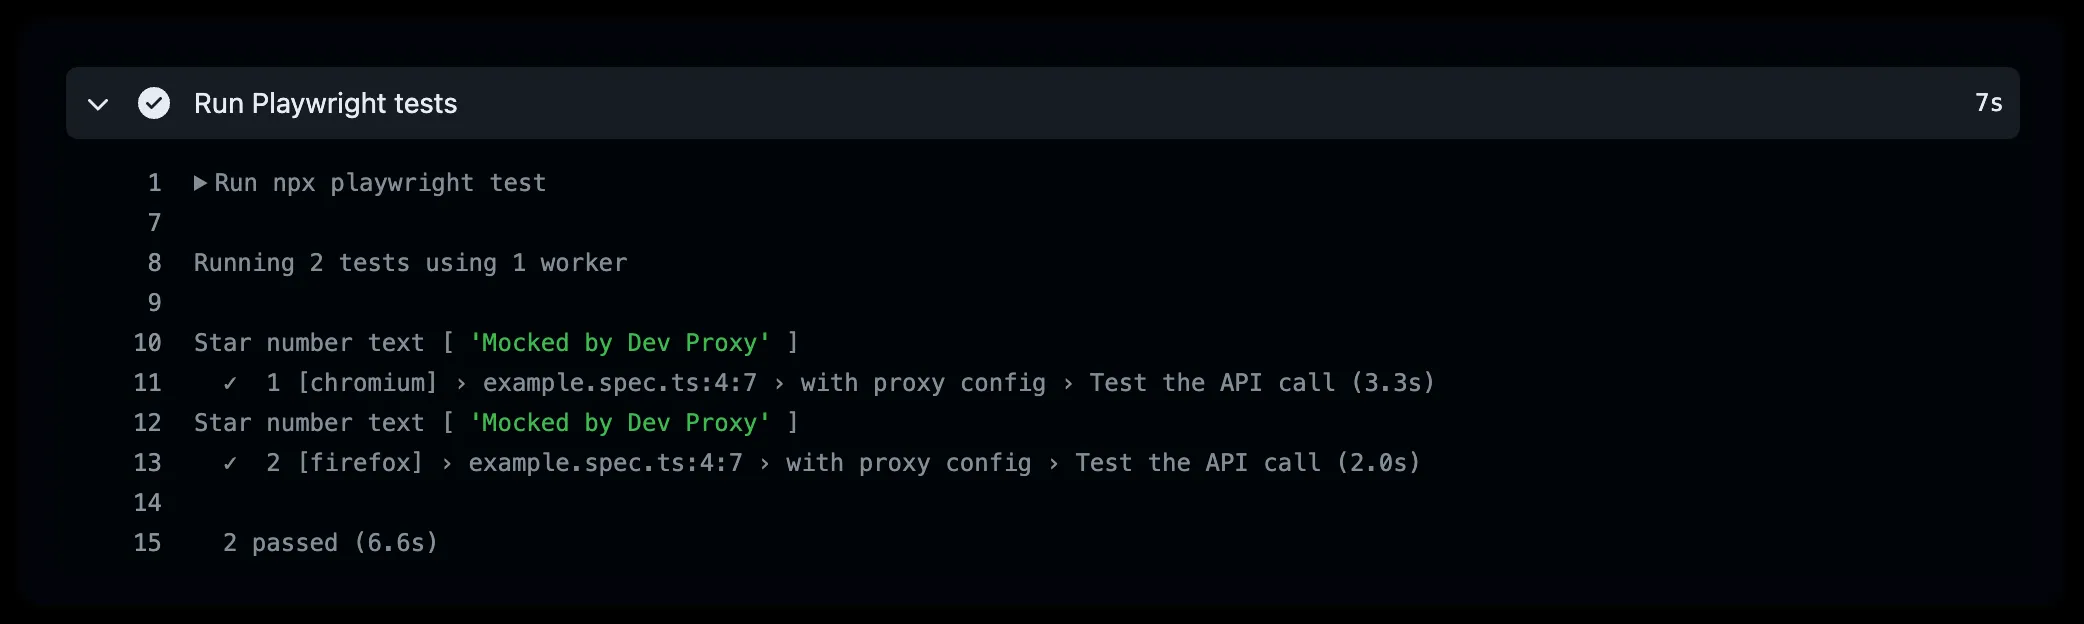 Run Playwright tests 7s
1 Run npx playwright test
7
8 Running 2 tests using 1 worker
9
10 Star number text [ 'Mocked by Dev Proxy' ]
11 ✓ 1 [chromium] › example.spec.ts:4:7 › with proxy config › Test the API call (3.3s)
12 Star number text [ 'Mocked by Dev Proxy' ]
13 ✓ 2 [firefox] › example.spec.ts:4:7 › with proxy config › Test the API call (2.0s)
14
15 2 passed (6.6s)